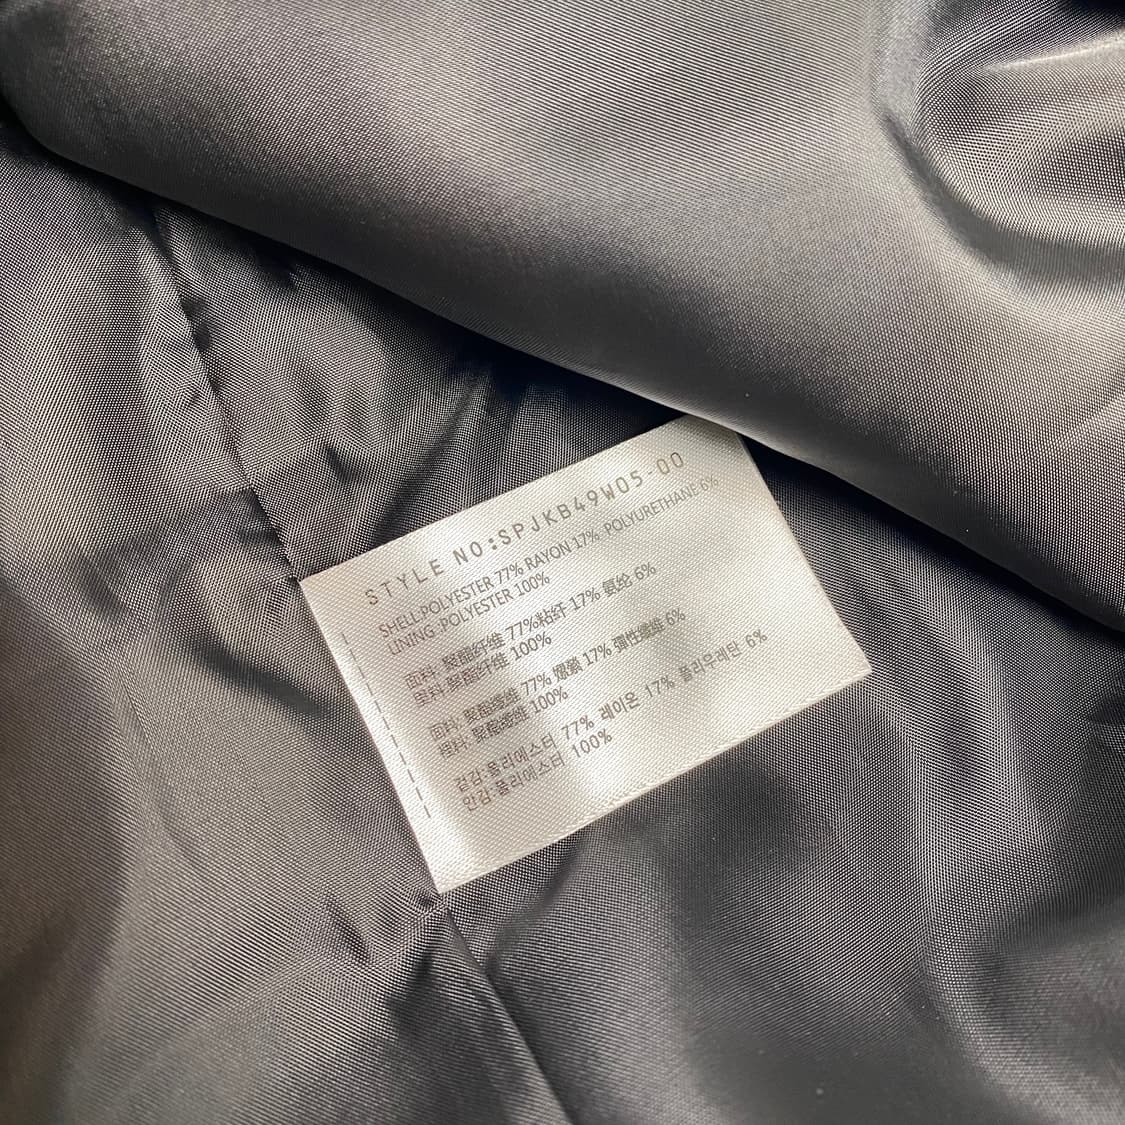 STYLE NO:SPJKB49W05-00
SHELL:POLYESTER 77% RAYON 17% POLYURETHANE 6%
LINING :POLYESTER 100%
面料: 聚酯纤维 77%粘纤 17% 氨纶 6%
里料: 聚酯纤维 100%
面料: 聚酯纖維 77% 嫘縈 17% 彈性纖維 6%
裡料: 聚酯纖維 100%
겉감:폴리에스터 77% 레이온 17% 폴리우레탄 6%
안감:폴리에스터 100%